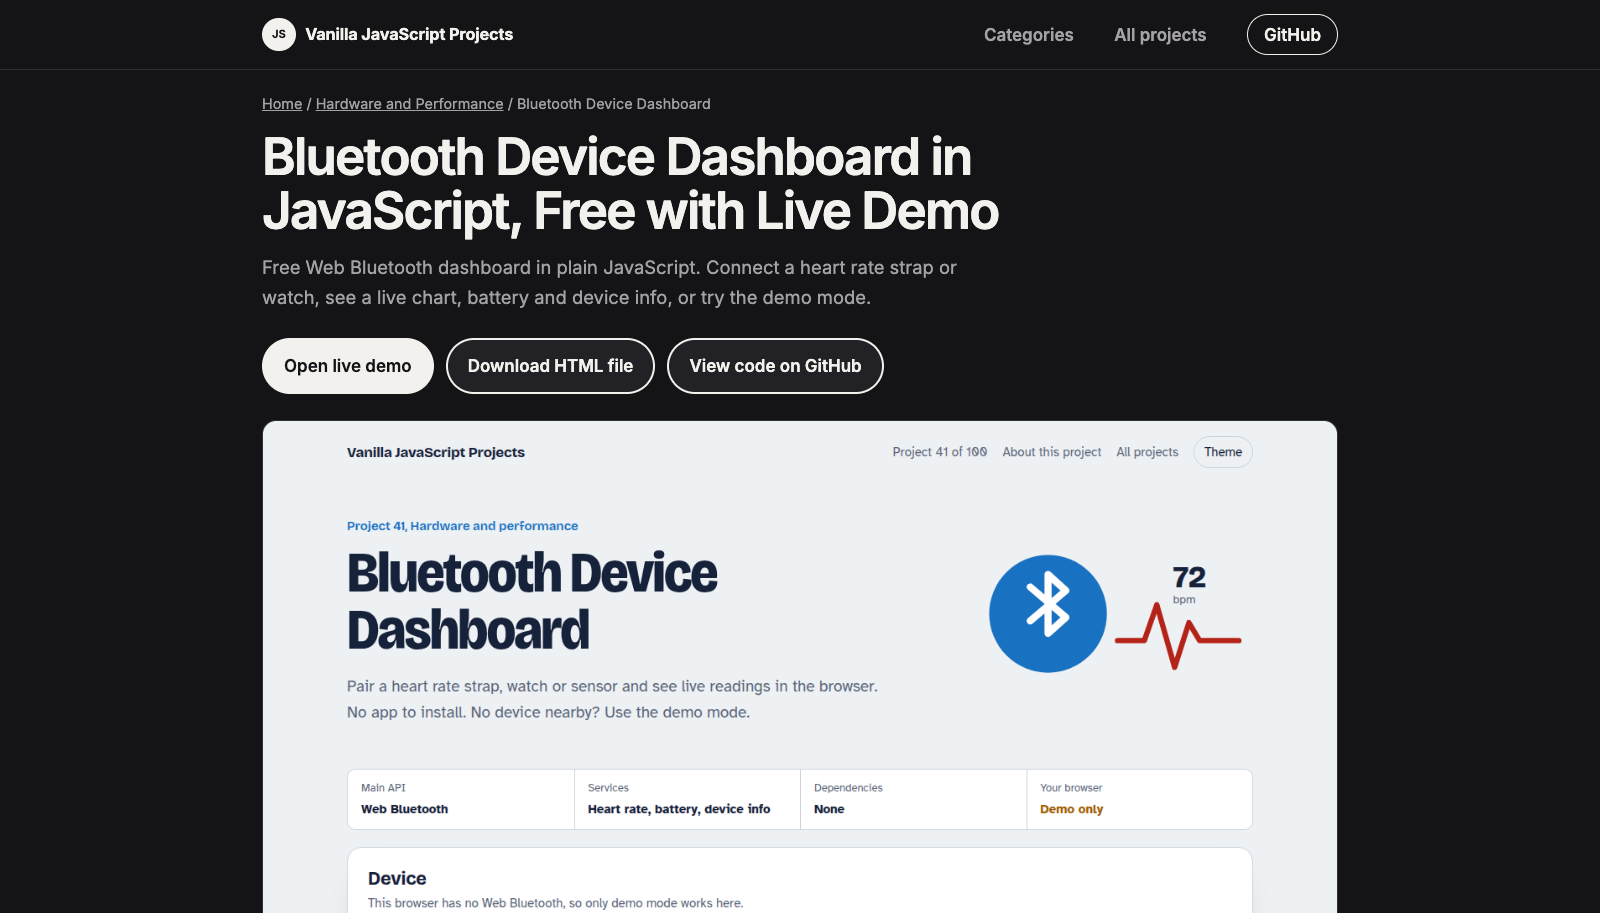 JS
Vanilla JavaScript Projects
Categories
All projects
GitHub
Home / Hardware and Performance / Bluetooth Device Dashboard
Bluetooth Device Dashboard in
JavaScript, Free with Live Demo
Free Web Bluetooth dashboard in plain JavaScript. Connect a heart rate strap or
watch, see a live chart, battery and device info, or try the demo mode.
Open live demo
Download HTML file
View code on GitHub
Vanilla JavaScript Projects
Project 41 of 100
About this project
All projects
Theme
Project 41, Hardware and performance
Bluetooth Device
Dashboard
72
bpm
Pair a heart rate strap, watch or sensor and see live readings in the browser.
No app to install. No device nearby? Use the demo mode.
Main API
Web Bluetooth
Services
Heart rate, battery, device info
Dependencies
None
Your browser
Demo only
Device
This browser has no Web Bluetooth, so only demo mode works here.